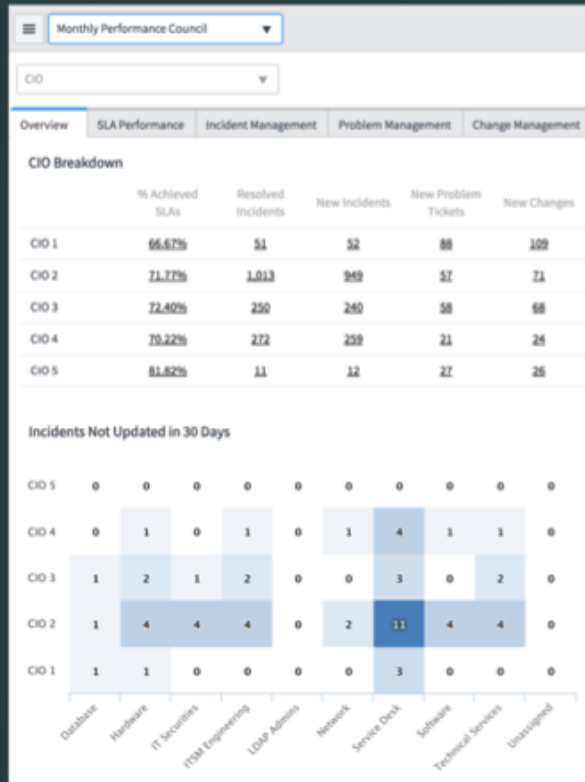 Monthly Performance Council
CIO
Overview SLA Performance Incident Management Problem Management Change Management
CIO Breakdown
% Achieved SLAs Resolved Incidents New Incidents New Problem Tickets New Changes
CIO 1 66.67% 51 52 88 109
CIO 2 71.77% 1,013 949 57 71
CIO 3 72.40% 250 240 58 68
CIO 4 70.22% 272 259 21 24
CIO 5 81.82% 11 12 27 26
Incidents Not Updated in 30 Days
CIO 5 0 0 0 0 0 0 0 0 0 0
CIO 4 0 1 0 1 0 1 4 1 1 0
CIO 3 1 2 1 2 0 0 3 0 2 0
CIO 2 1 4 4 4 0 2 11 4 4 0
CIO 1 1 1 0 0 0 0 3 0 0 0
Database Hardware IT Securities ITSM Engineering LDAP Admins Network Service Desk Software Technical Services Unassigned